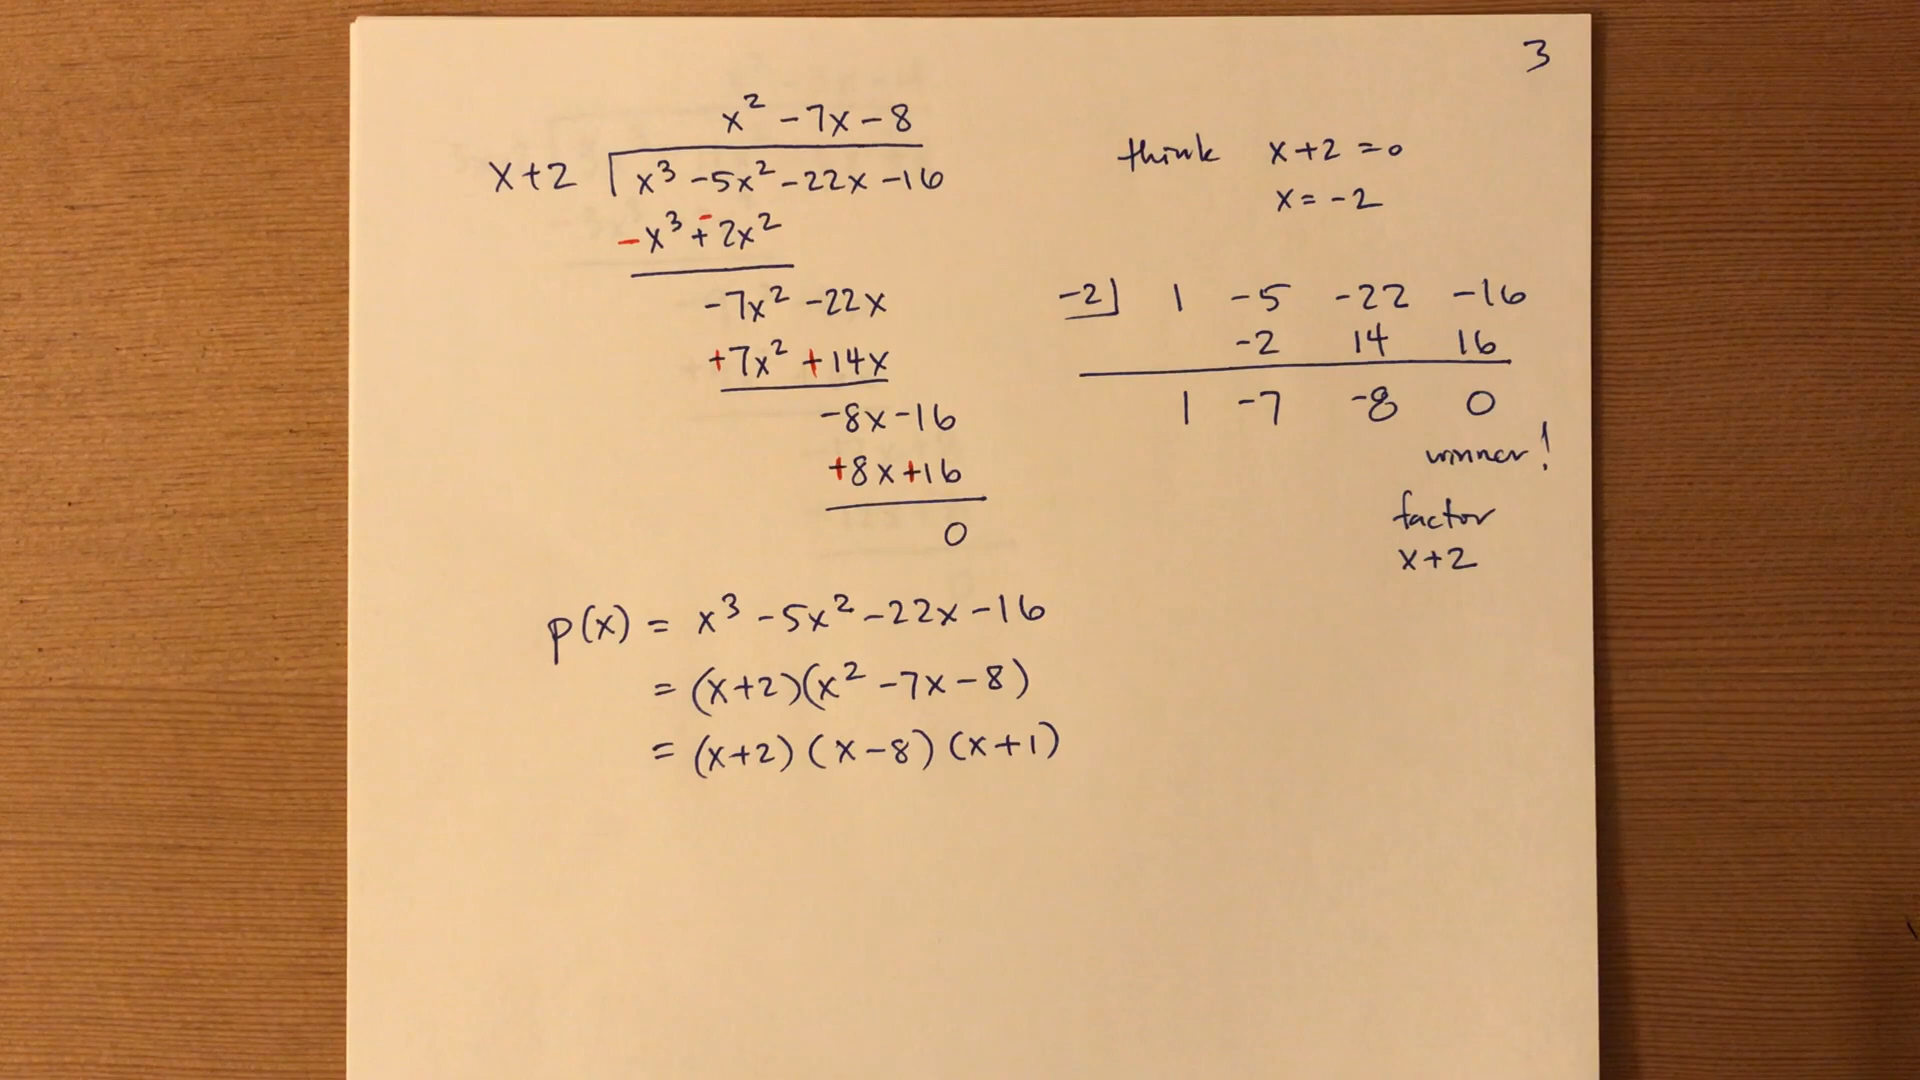 3
x² - 7x - 8
x+2 x³ - 5x² - 22x - 16
- x³ + - 2x²
-7x² - 22x
+7x² + 14x
-8x - 16
+8x + 16
0
p(x) = x³ - 5x² - 22x - 16
= (x+2)(x² - 7x - 8)
= (x+2) (x-8) (x+1)
think x+2 = 0
x = -2
-2 1 -5 -22 -16
-2 14 16
1 -7 -8 0
winner!
factor
x+2